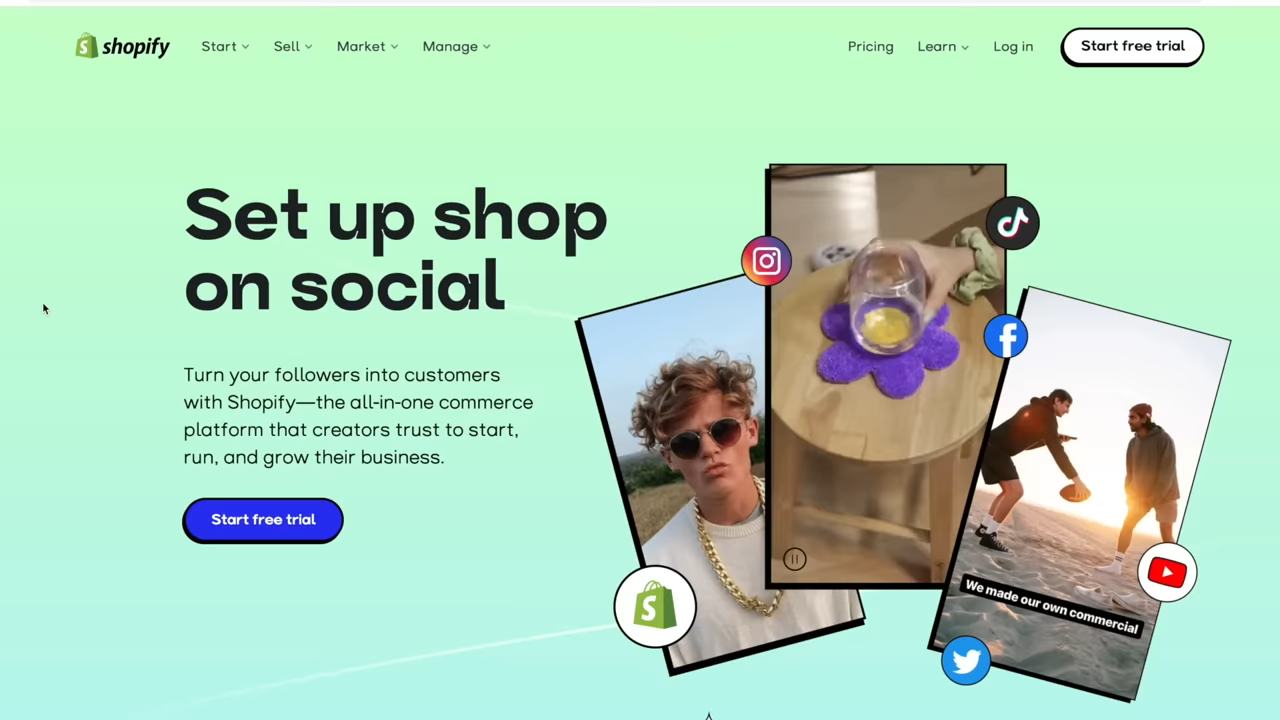 shopify
Start
Sell
Market
Manage
Pricing
Learn
Log in
Start free trial
Set up shop
on social
Turn your followers into customers
with Shopify—the all-in-one commerce
platform that creators trust to start,
run, and grow their business.
Start free trial
We made our own commercial